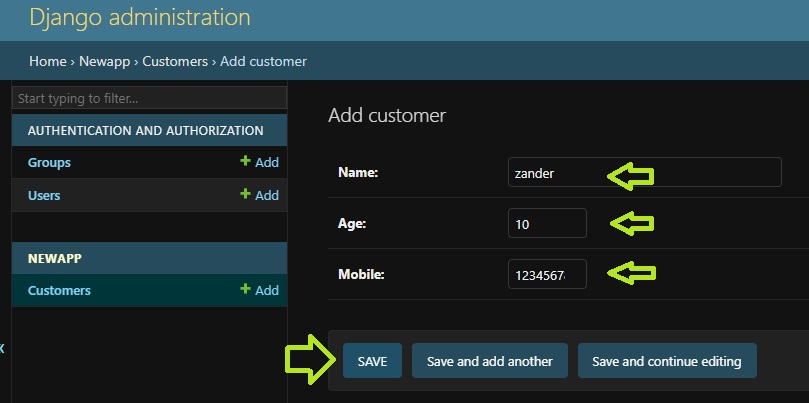 Django administration
Home › Newapp › Customers › Add customer
Start typing to filter...
AUTHENTICATION AND AUTHORIZATION
Groups + Add
Users + Add
NEWAPP
Customers + Add
Add customer
Name: zander
Age: 10
Mobile: 1234567
SAVE Save and add another Save and continue editing